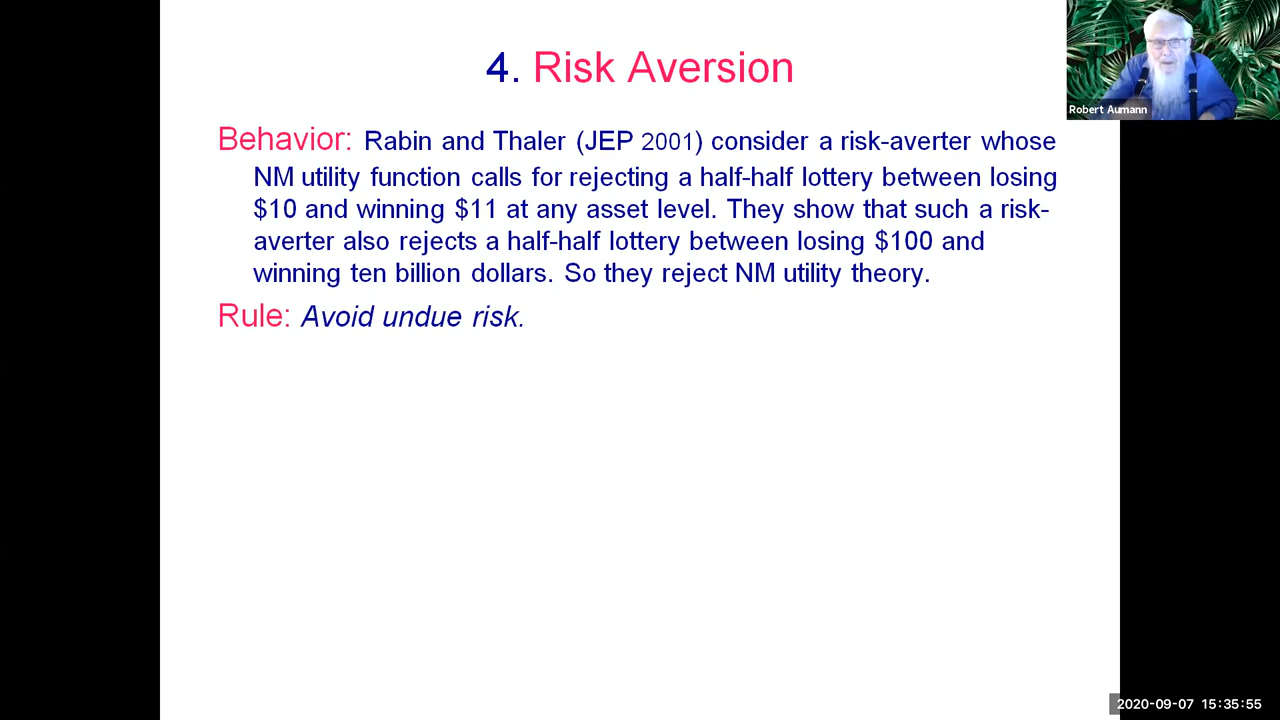 4. Risk Aversion
Robert Aumann
Behavior: Rabin and Thaler (JEP 2001) consider a risk-averter whose
NM utility function calls for rejecting a half-half lottery between losing
$10 and winning $11 at any asset level. They show that such a risk-
averter also rejects a half-half lottery between losing $100 and
winning ten billion dollars. So they reject NM utility theory.
Rule: Avoid undue risk.
2020-09-07 15:35:55